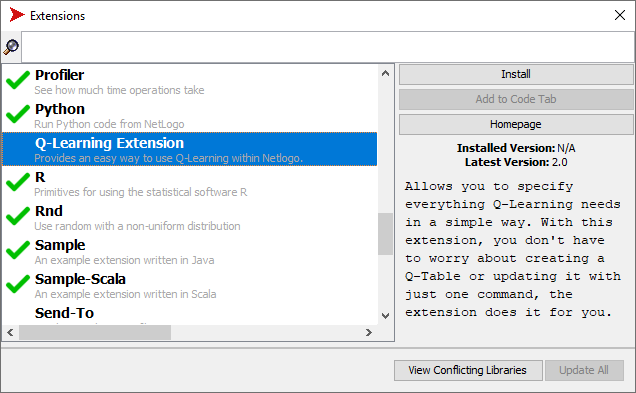 Extensions
Profiler
See how much time operations take
Python
Run Python code from NetLogo
Q-Learning Extension
Provides an easy way to use Q-Learning within Netlogo.
R
Primitives for using the statistical software R
Rnd
Use random with a non-uniform distribution
Sample
An example extension written in Java
Sample-Scala
An example extension written in Scala
Send-To
Install
Add to Code Tab
Homepage
Installed Version: N/A
Latest Version: 2.0
Allows you to specify
everything Q-Learning needs
in a simple way. With this
extension, you don't have
to worry about creating a
Q-Table or updating it with
just one command, the
extension does it for you.
View Conflicting Libraries
Update All